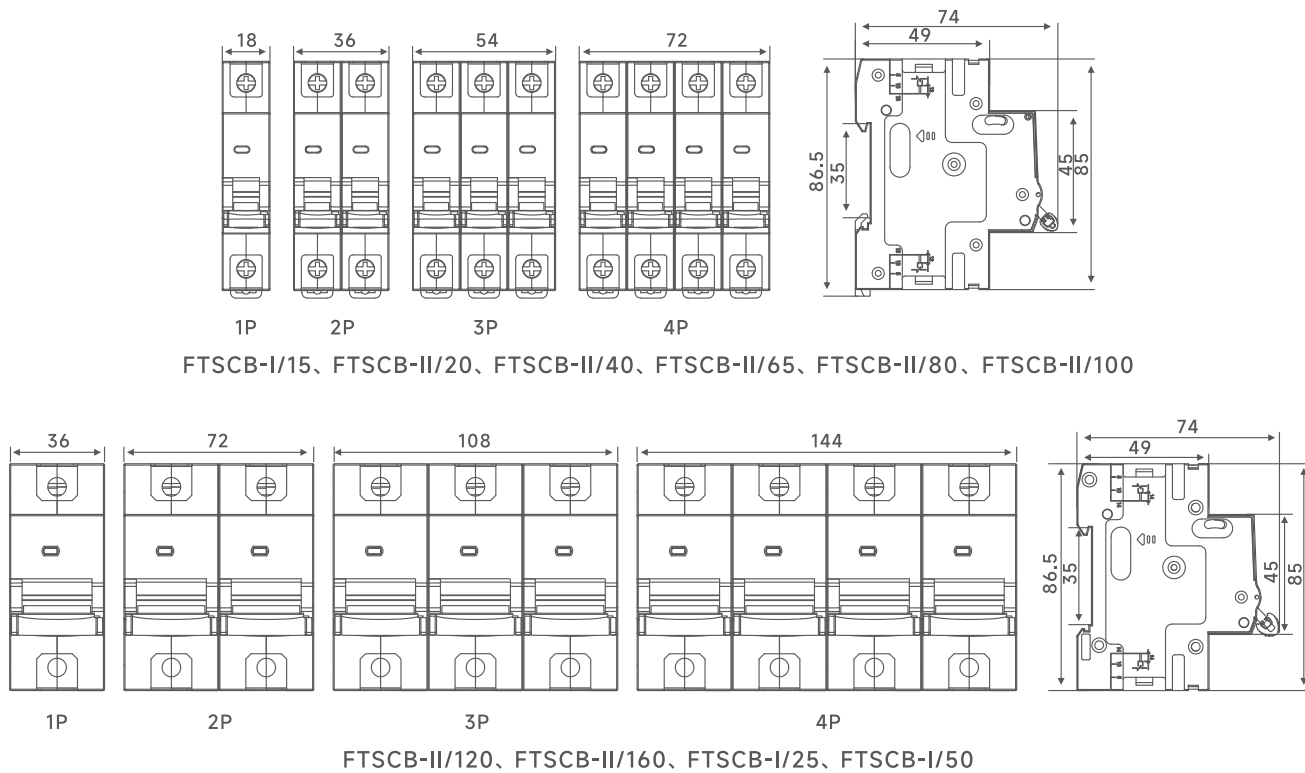 74
18 36 54 72 49
86.5 35 45 85
1P 2P 3P 4P
FTSCB-I/15、FTSCB-II/20、FTSCB-II/40、FTSCB-II/65、FTSCB-II/80、FTSCB-II/100
36 72 108 144 74
49
86.5 35 45 85
1P 2P 3P 4P
FTSCB-II/120、FTSCB-II/160、FTSCB-I/25、FTSCB-I/50